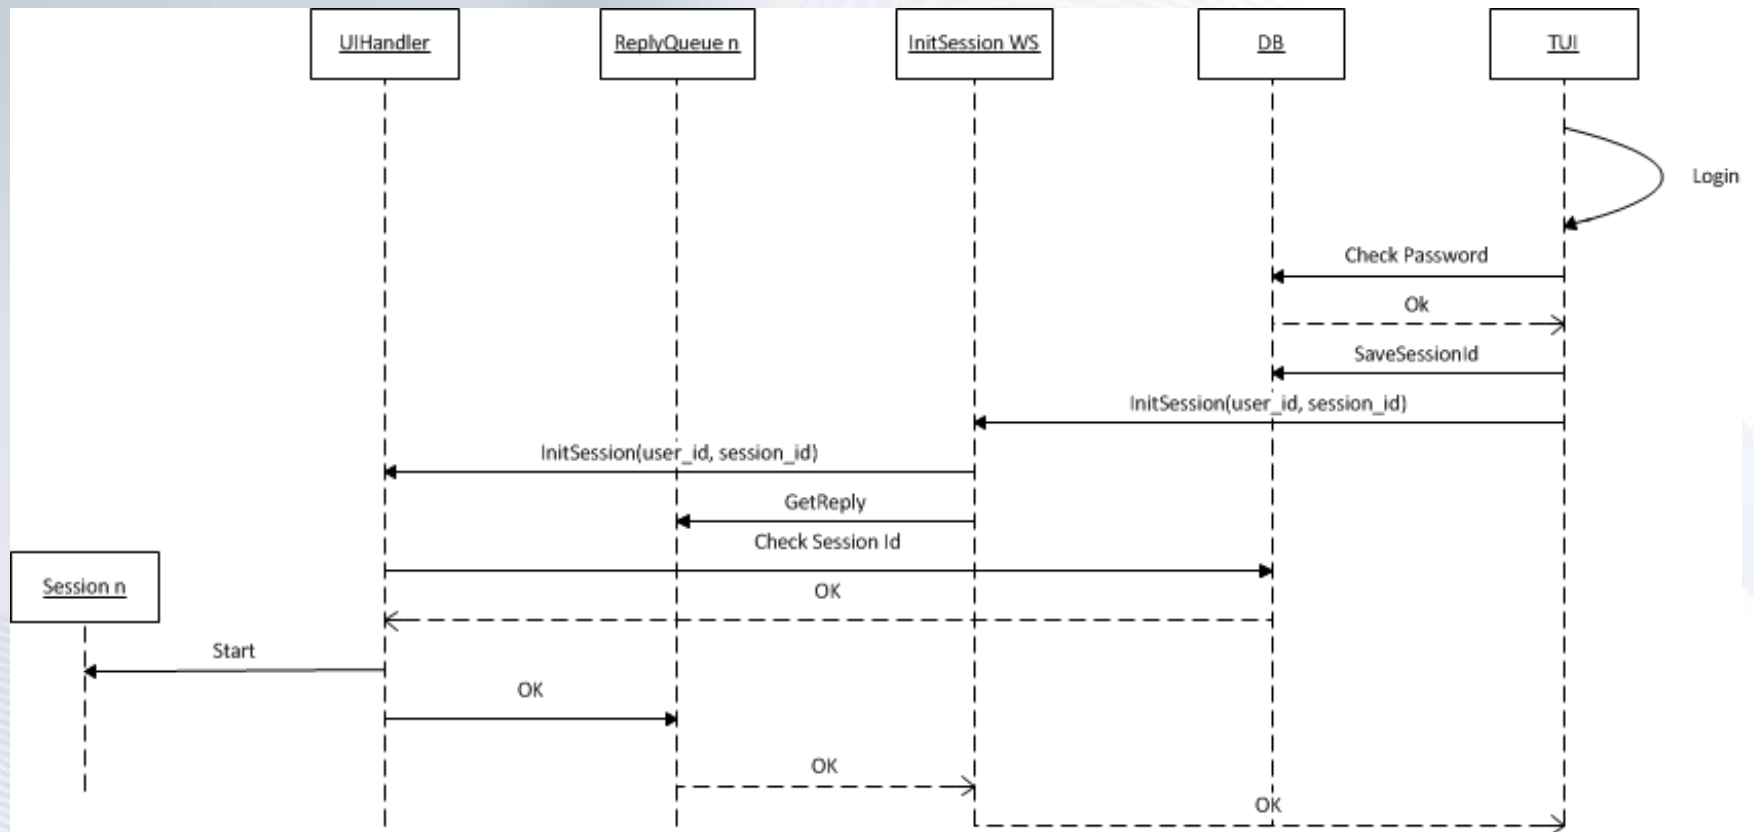 UIHandler
ReplyQueue n
InitSession WS
DB
TUI
Login
Check Password
Ok
SaveSessionId
InitSession(user_id, session_id)
InitSession(user_id, session_id)
GetReply
Check Session Id
Session n
OK
Start
OK
OK
OK